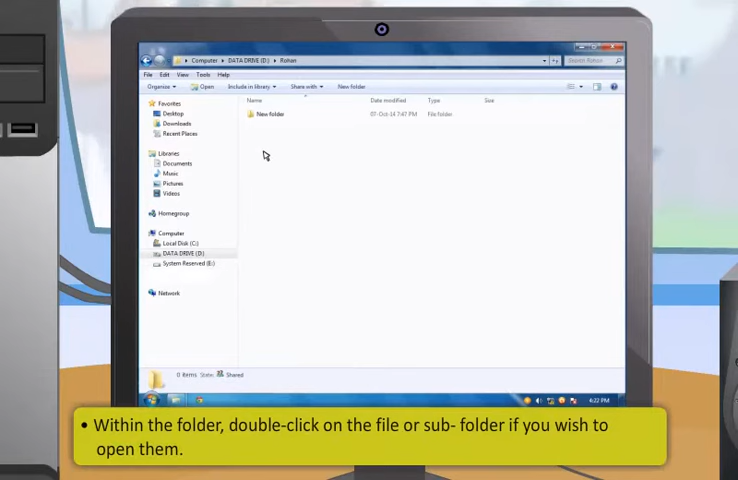 Computer ▸ DATA DRIVE (D:) ▸ Rohan
Search Rohan
File Edit View Tools Help
Organize Open Include in library Share with New folder
Favorites
Desktop
Downloads
Recent Places
Libraries
Documents
Music
Pictures
Videos
Homegroup
Computer
Local Disk (C:)
DATA DRIVE (D:)
System Reserved (E:)
Network
Name Date modified Type Size
New folder 07-Oct-14 7:47 PM File folder
0 items State: Shared
4:22 PM
• Within the folder, double-click on the file or sub- folder if you wish to
open them.